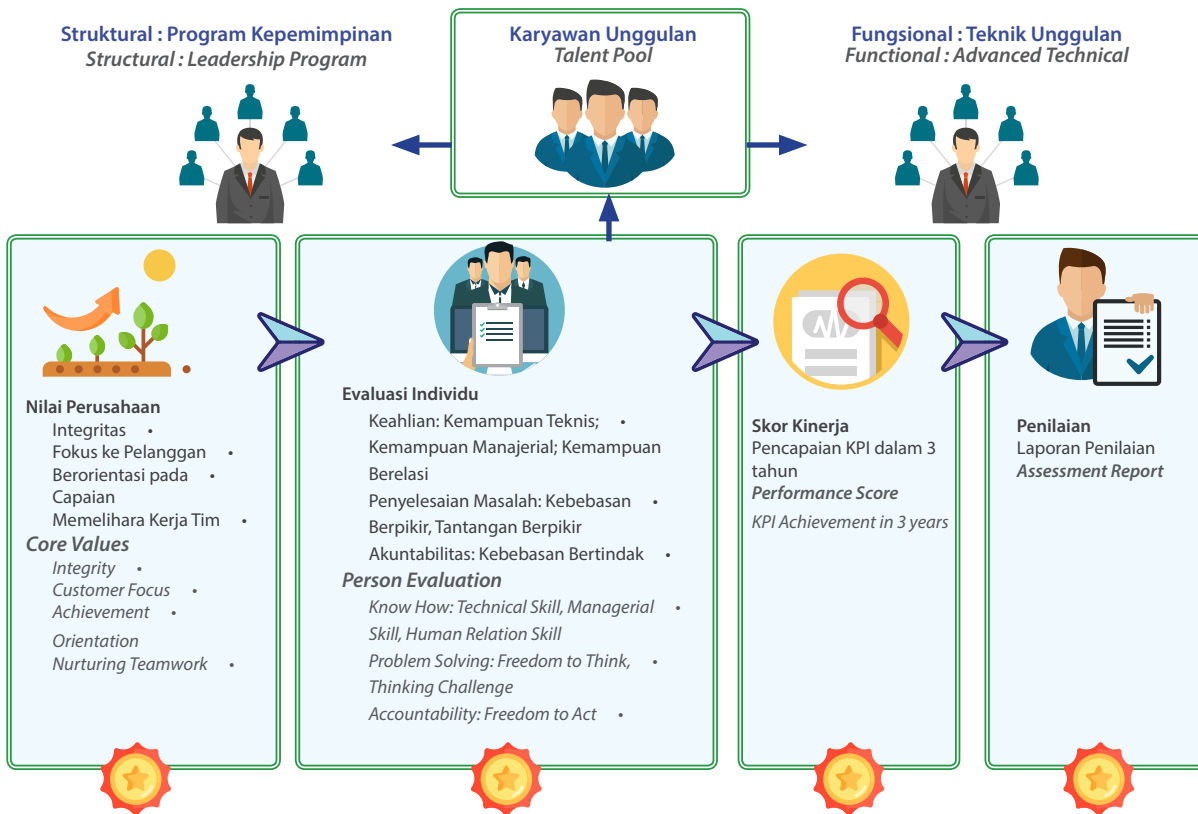 Struktural : Program Kepemimpinan
Structural : Leadership Program
Karyawan Unggulan
Talent Pool
Fungsional : Teknik Unggulan
Functional : Advanced Technical
Nilai Perusahaan
Integritas •
Fokus ke Pelanggan •
Berorientasi pada •
Capaian
Memelihara Kerja Tim •
Core Values
Integrity •
Customer Focus •
Achievement •
Orientation
Nurturing Teamwork •
Evaluasi Individu
Keahlian: Kemampuan Teknis; •
Kemampuan Manajerial; Kemampuan
Berelasi
Penyelesaian Masalah: Kebebasan •
Berpikir, Tantangan Berpikir
Akuntabilitas: Kebebasan Bertindak •
Person Evaluation
Know How: Technical Skill, Managerial •
Skill, Human Relation Skill
Problem Solving: Freedom to Think, •
Thinking Challenge
Accountability: Freedom to Act •
Skor Kinerja
Pencapaian KPI dalam 3
tahun
Performance Score
KPI Achievement in 3 years
Penilaian
Laporan Penilaian
Assessment Report